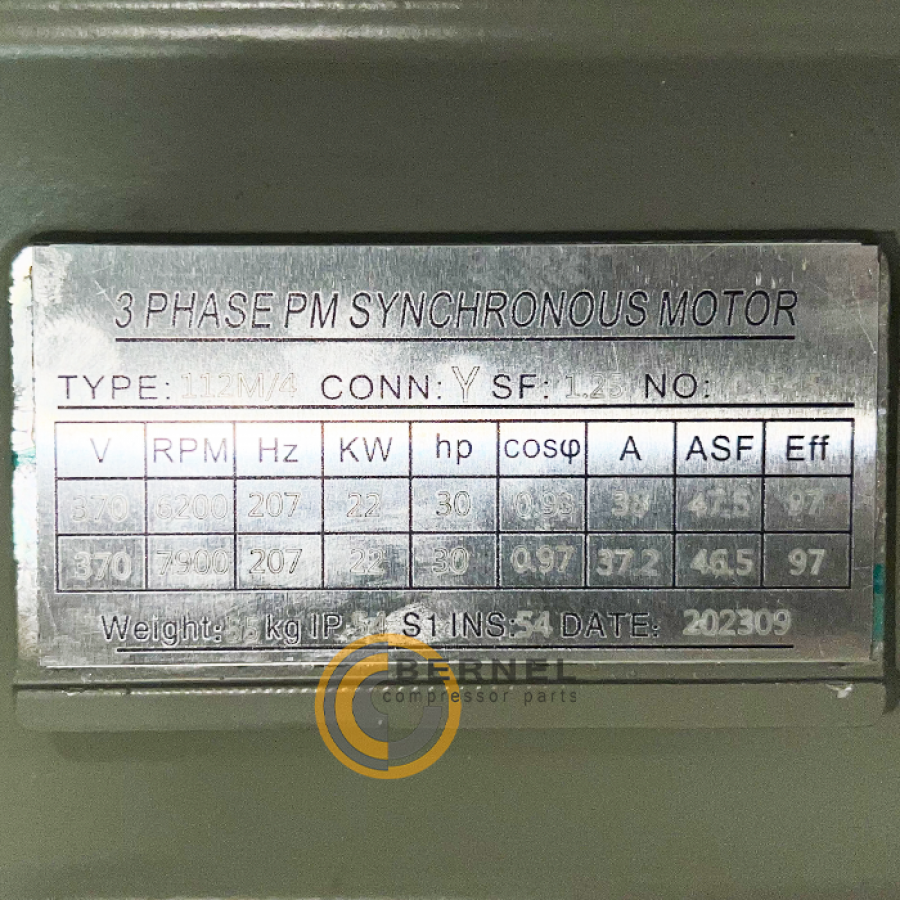 3 PHASE PM SYNCHRONOUS MOTOR
TYPE: 112M/4 CONN: Y SF: 1.25 NO:
V RPM Hz KW hp cosφ A ASF Eff
370 6200 207 22 30 0.93 38 47.5 97
370 7900 207 22 30 0.97 37.2 46.5 97
Weight: kg IP 54 S1 INS: 54 DATE: 202309
BERNEL
compressor parts